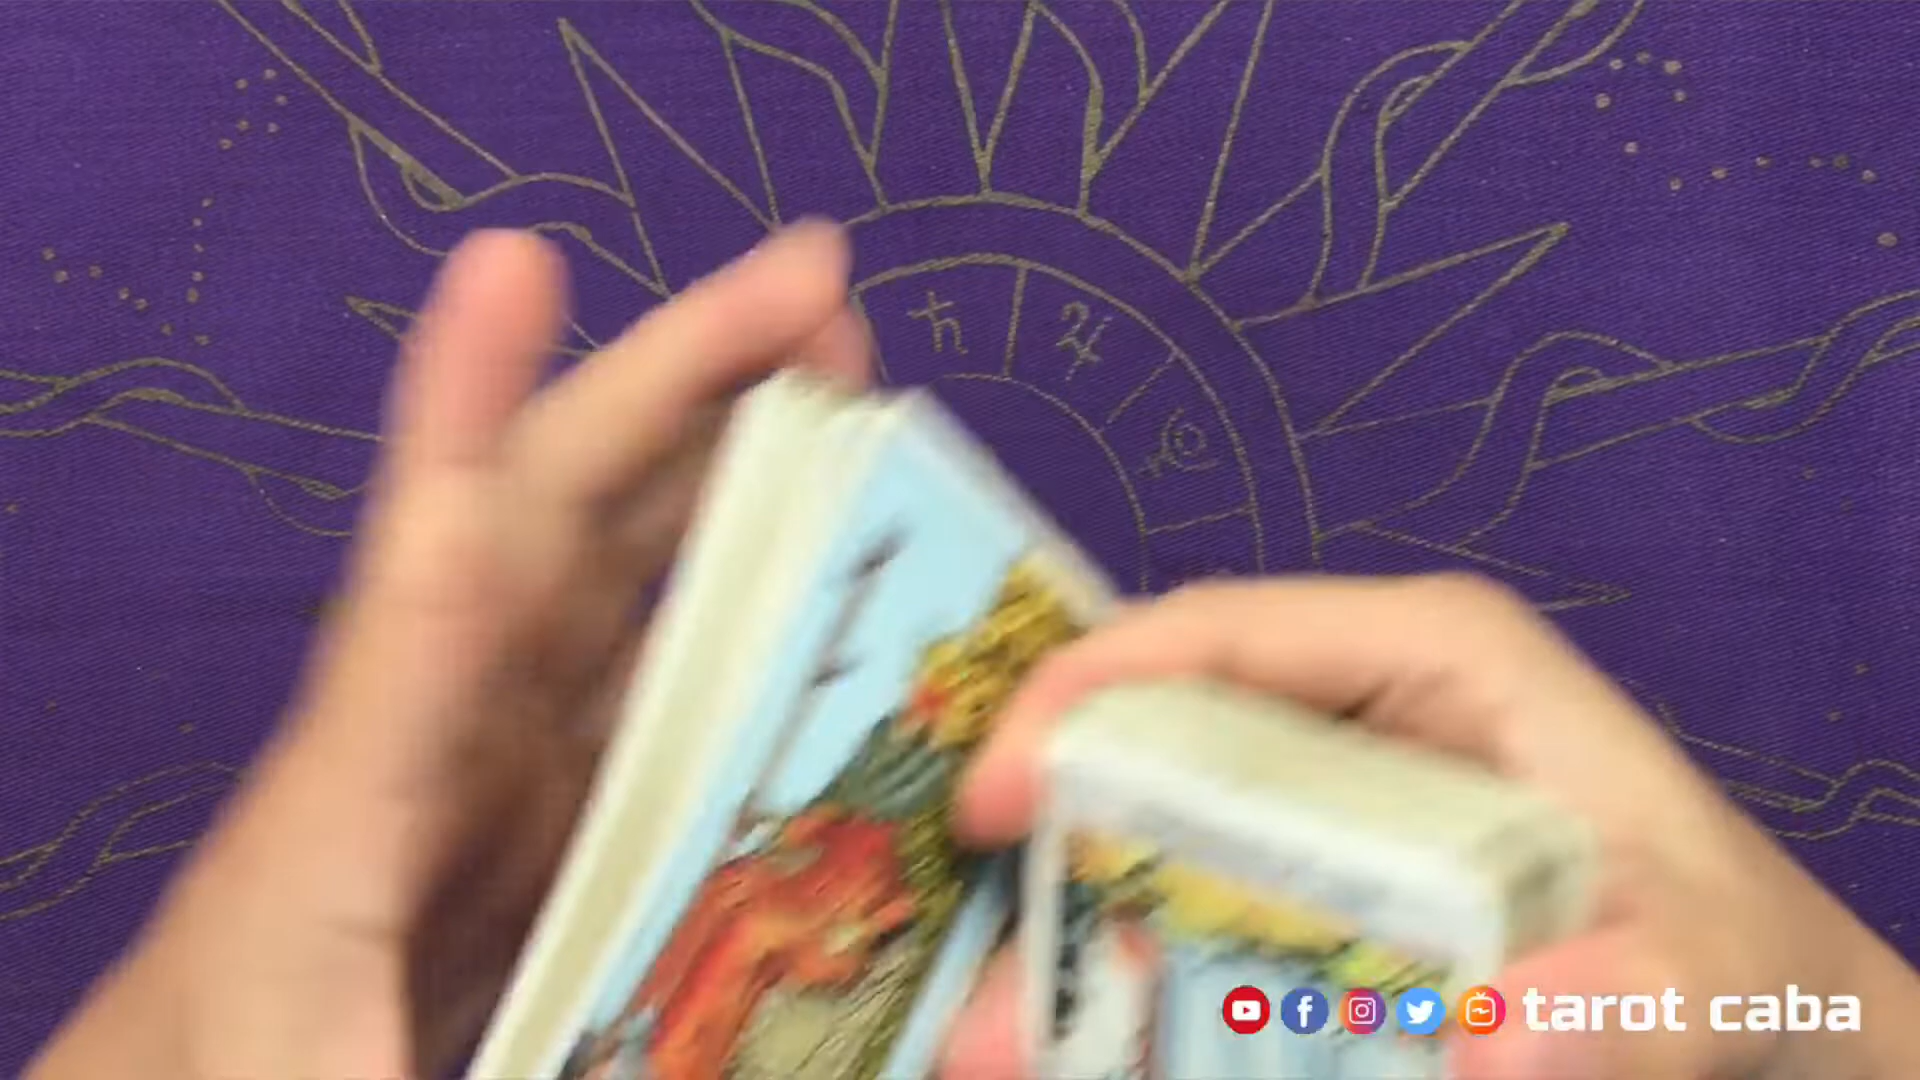 ♄ ♃
tarot caba